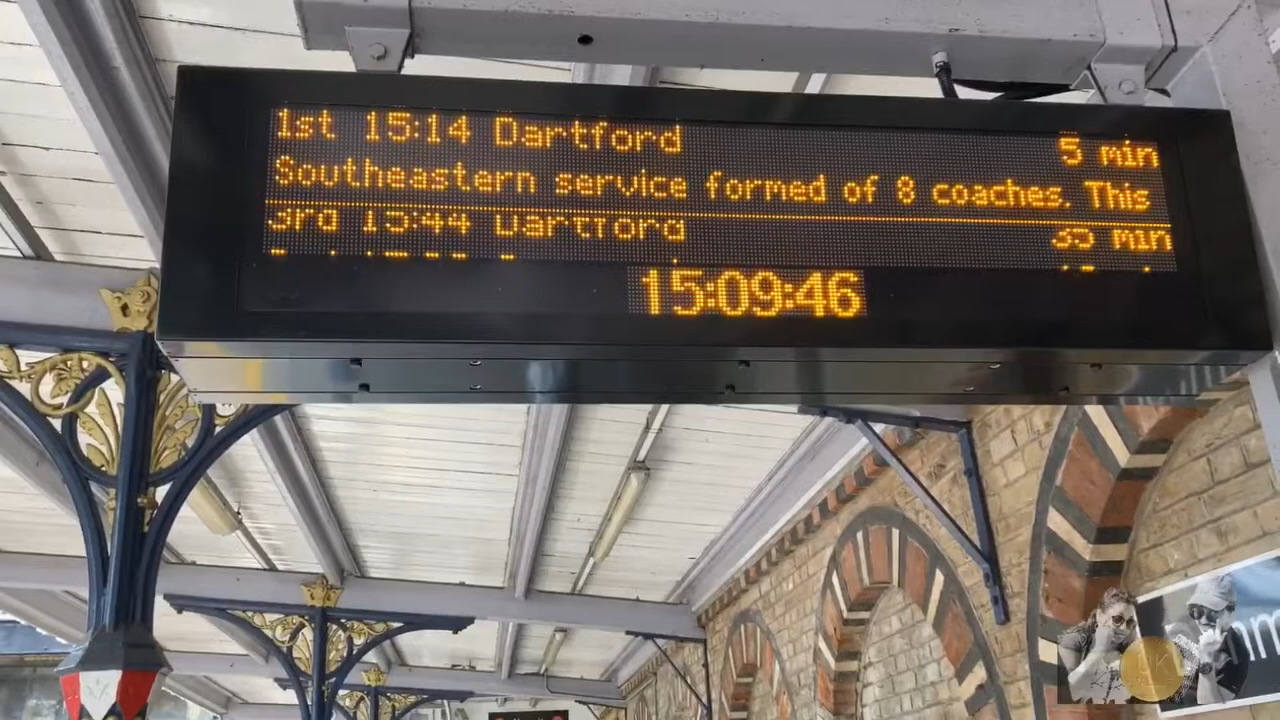 1st 15:14 Dartford 5 min
Southeastern service formed of 8 coaches. This
3rd 15:44 Dartford 35 min
15:09:46